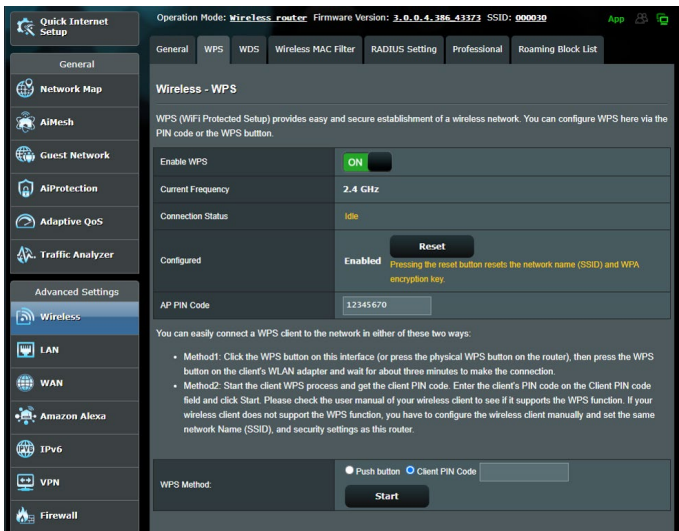 Quick Internet Setup
Operation Mode: Wireless router Firmware Version: 3.0.0.4.386_43373 SSID: 000030 App
General WPS WDS Wireless MAC Filter RADIUS Setting Professional Roaming Block List
General
Network Map
AiMesh
Guest Network
AiProtection
Adaptive QoS
Traffic Analyzer
Advanced Settings
Wireless
LAN
WAN
Amazon Alexa
IPv6
VPN
Firewall
Wireless - WPS
WPS (WiFi Protected Setup) provides easy and secure establishment of a wireless network. You can configure WPS here via the
PIN code or the WPS buttton.
Enable WPS ON
Current Frequency 2.4 GHz
Connection Status Idle
Configured Enabled Reset
Pressing the reset button resets the network name (SSID) and WPA
encryption key.
AP PIN Code 12345670
You can easily connect a WPS client to the network in either of these two ways:
• Method1: Click the WPS button on this interface (or press the physical WPS button on the router), then press the WPS
button on the client's WLAN adapter and wait for about three minutes to make the connection.
• Method2: Start the client WPS process and get the client PIN code. Enter the client's PIN code on the Client PIN code
field and click Start. Please check the user manual of your wireless client to see if it supports the WPS function. If your
wireless client does not support the WPS function, you have to configure the wireless client manually and set the same
network Name (SSID), and security settings as this router.
WPS Method: Push button Client PIN Code
Start